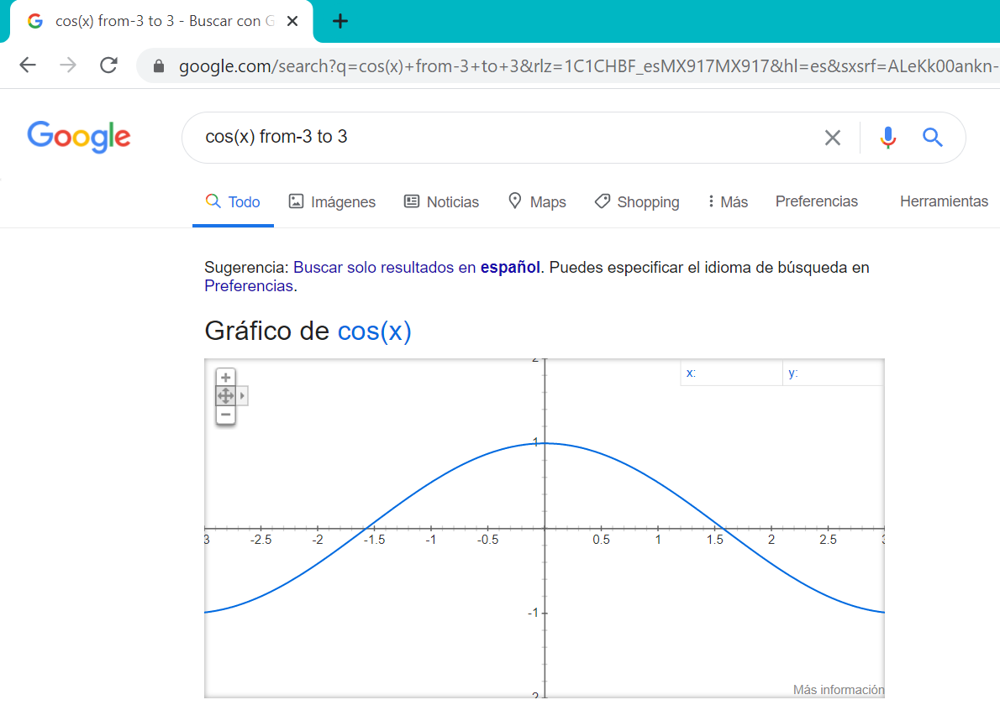 cos(x) from-3 to 3 - Buscar con G
google.com/search?q=cos(x)+from-3+to+3&rlz=1C1CHBF_esMX917MX917&hl=es&sxsrf=ALeKk00ankn-
Google
cos(x) from-3 to 3
Todo Imágenes Noticias Maps Shopping Más Preferencias Herramientas
Sugerencia: Buscar solo resultados en español. Puedes especificar el idioma de búsqueda en
Preferencias.
Gráfico de cos(x)
2
x: y:
1
3 -2.5 -2 -1.5 -1 -0.5 0.5 1 1.5 2 2.5 3
-1
2
Más información